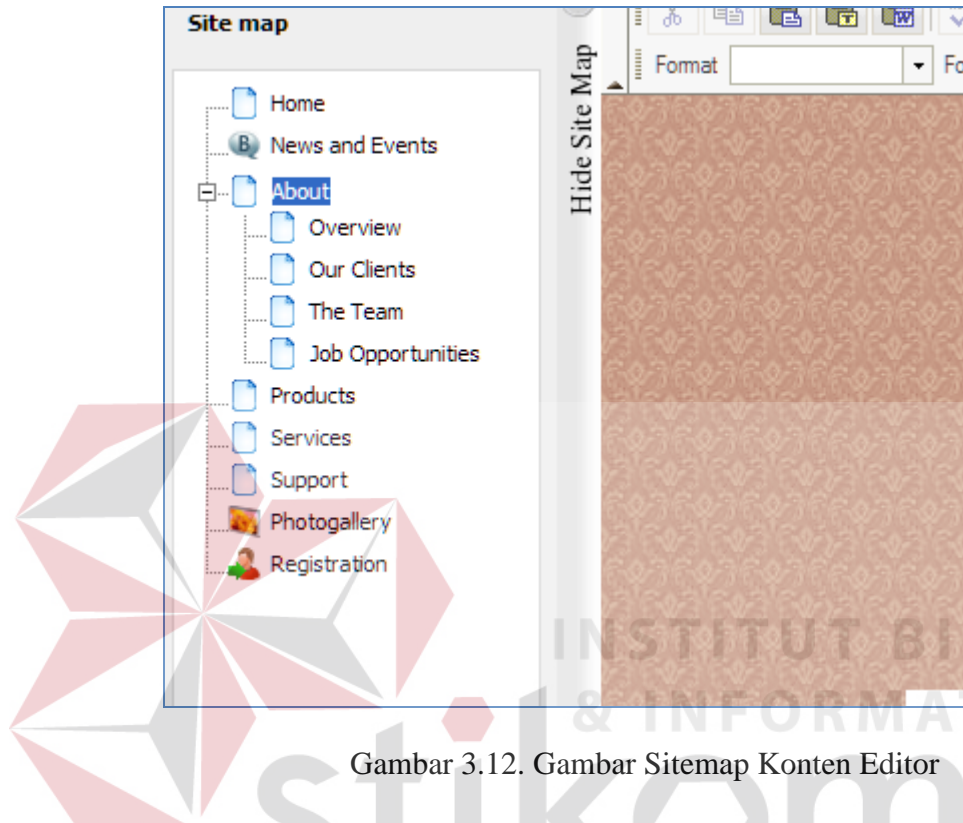 Site map
Home
News and Events
About
Overview
Our Clients
The Team
Job Opportunities
Products
Services
Support
Photogallery
Registration
Hide Site Map
Format
Fo
INSTITUT BI
& INFORMA
stikom
Gambar 3.12. Gambar Sitemap Konten Editor